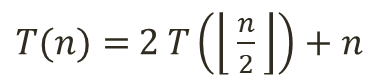 T(n) = 2 T(⌊n/2⌋) + n